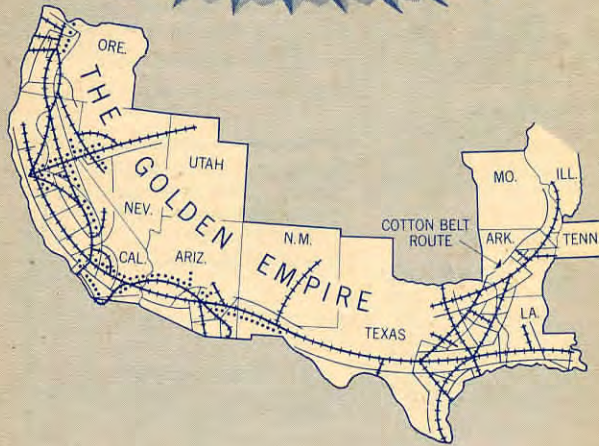 ORE.
THE GOLDEN EMPIRE
UTAH
NEV.
CAL.
ARIZ.
N.M.
TEXAS
COTTON BELT
ROUTE
MO.
ILL.
ARK.
TENN
LA.